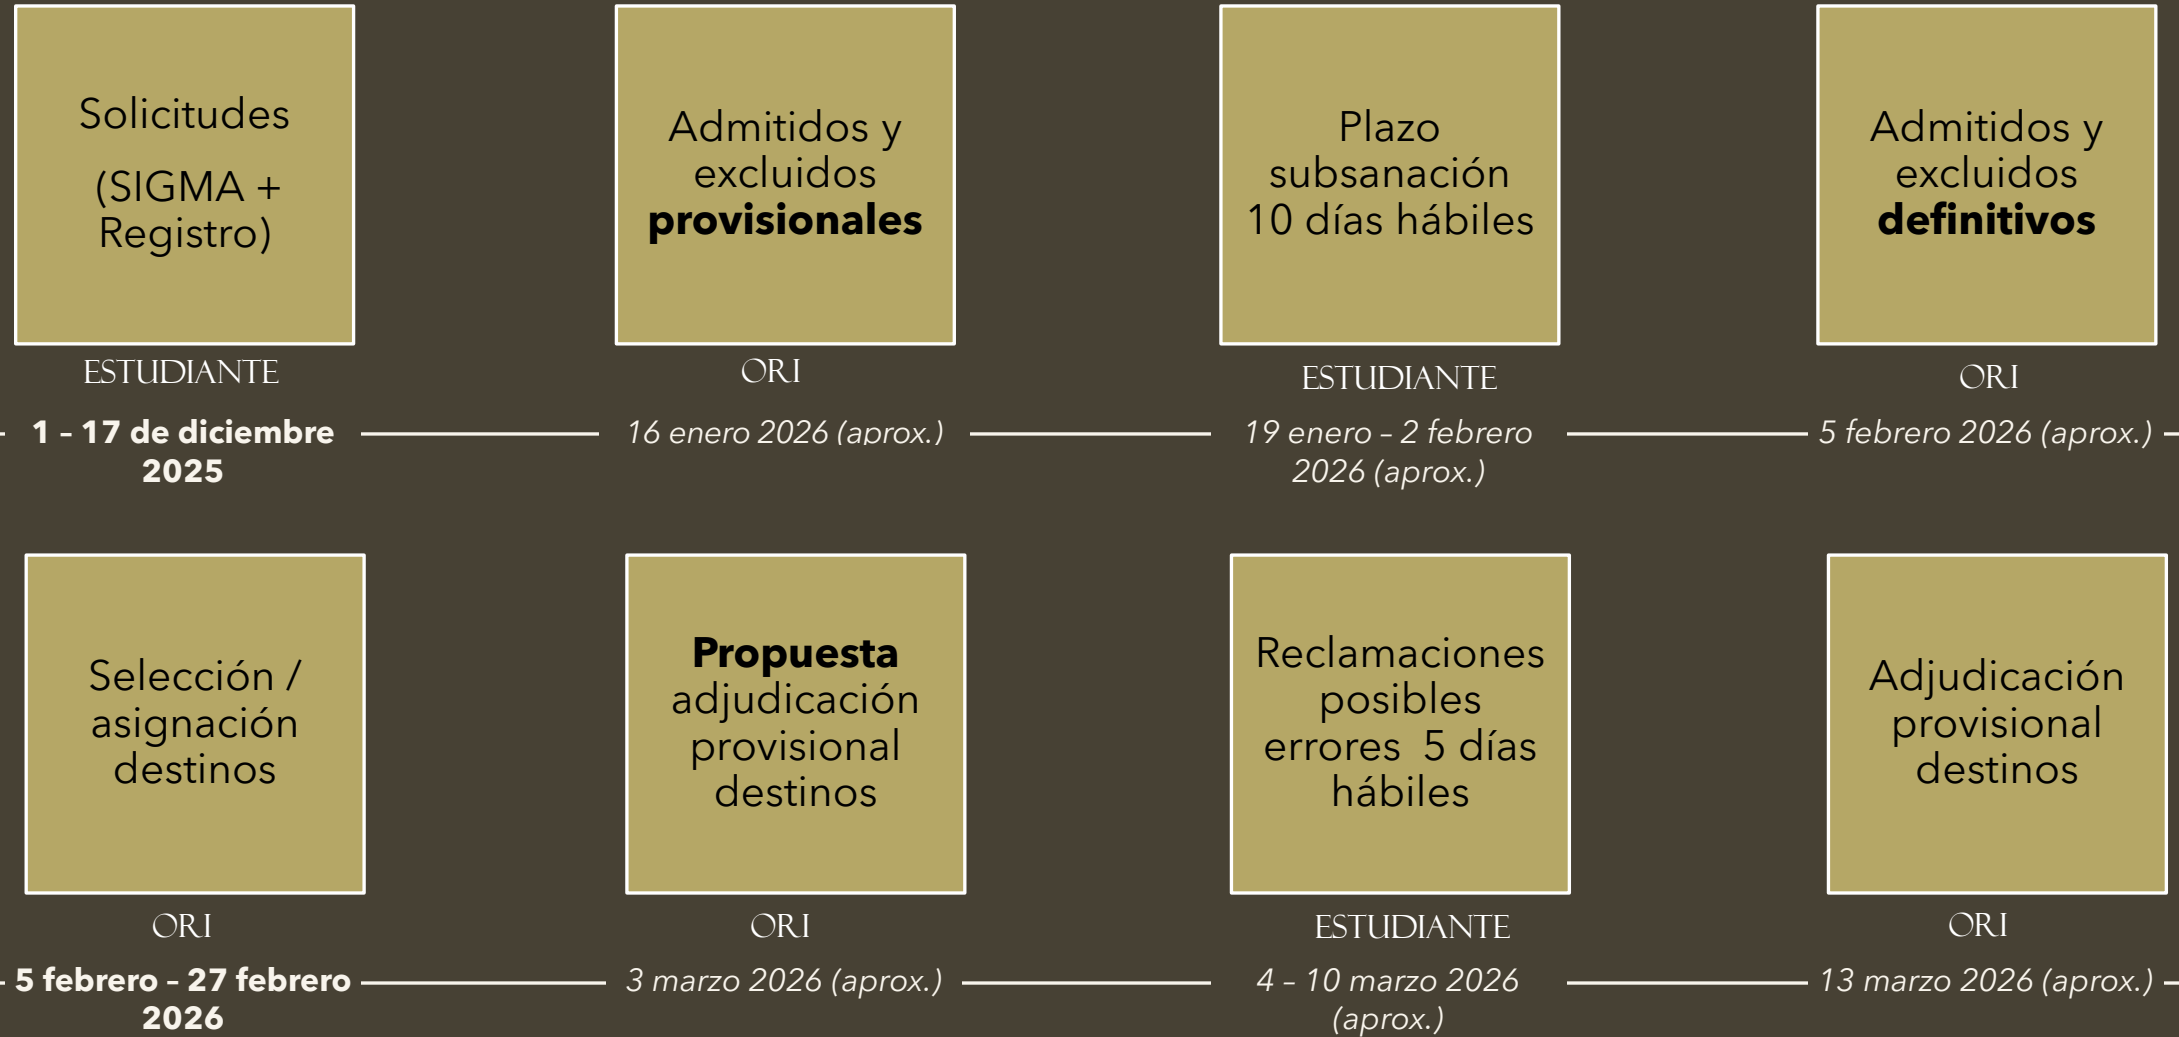 Solicitudes
(SIGMA +
Registro)
ESTUDIANTE
1 – 17 de diciembre
2025
Admitidos y
excluidos
provisionales
ORI
16 enero 2026 (aprox.)
Plazo
subsanación
10 días hábiles
ESTUDIANTE
19 enero – 2 febrero
2026 (aprox.)
Admitidos y
excluidos
definitivos
ORI
5 febrero 2026 (aprox.)
Selección /
asignación
destinos
ORI
5 febrero – 27 febrero
2026
Propuesta
adjudicación
provisional
destinos
ORI
3 marzo 2026 (aprox.)
Reclamaciones
posibles
errores  5 días
hábiles
ESTUDIANTE
4 – 10 marzo 2026
(aprox.)
Adjudicación
provisional
destinos
ORI
13 marzo 2026 (aprox.)